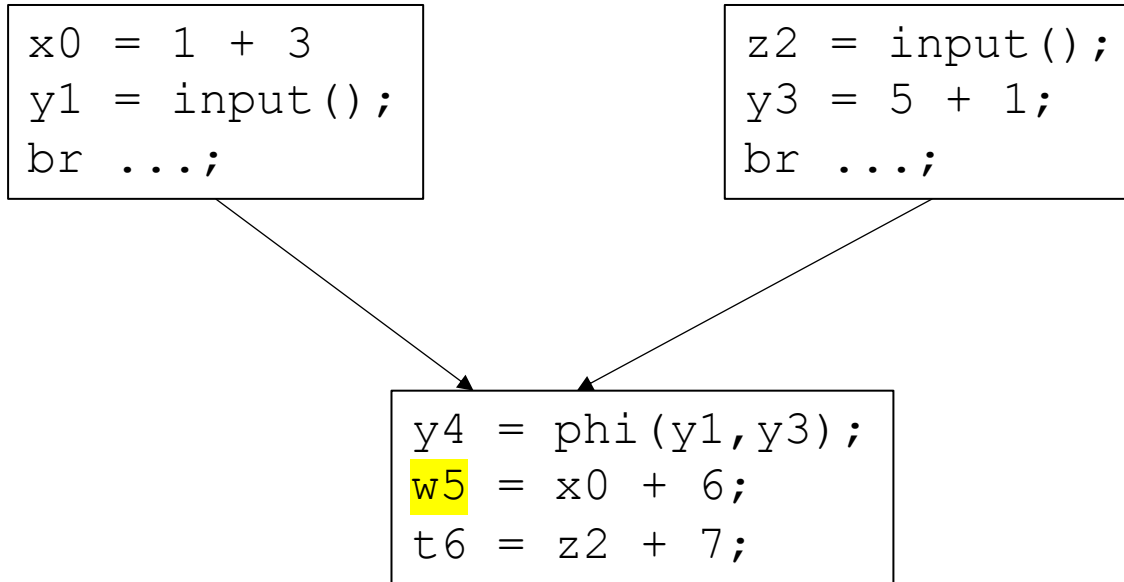 x0 = 1 + 3
y1 = input();
br ...;
z2 = input();
y3 = 5 + 1;
br ...;
y4 = phi(y1,y3);
w5 = x0 + 6;
t6 = z2 + 7;